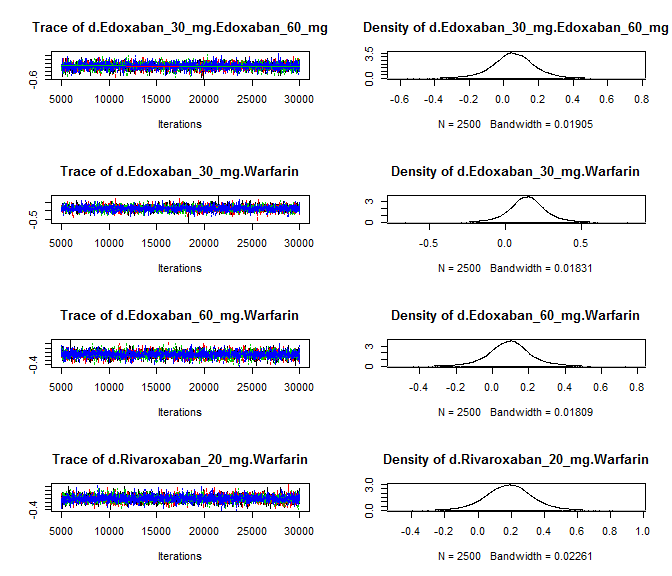 Trace of d.Edoxaban_30_mg.Edoxaban_60_mg
-0.6
5000 10000 15000 20000 25000 30000
Iterations
Density of d.Edoxaban_30_mg.Edoxaban_60_mg
0.0 3.5
-0.6 -0.4 -0.2 0.0 0.2 0.4 0.6 0.8
N = 2500 Bandwidth = 0.01905
Trace of d.Edoxaban_30_mg.Warfarin
-0.5
5000 10000 15000 20000 25000 30000
Iterations
Density of d.Edoxaban_30_mg.Warfarin
0 3
-0.5 0.0 0.5
N = 2500 Bandwidth = 0.01831
Trace of d.Edoxaban_60_mg.Warfarin
-0.4
5000 10000 15000 20000 25000 30000
Iterations
Density of d.Edoxaban_60_mg.Warfarin
0 3
-0.4 -0.2 0.0 0.2 0.4 0.6 0.8
N = 2500 Bandwidth = 0.01809
Trace of d.Rivaroxaban_20_mg.Warfarin
-0.4
5000 10000 15000 20000 25000 30000
Iterations
Density of d.Rivaroxaban_20_mg.Warfarin
0.0 3.0
-0.4 -0.2 0.0 0.2 0.4 0.6 0.8 1.0
N = 2500 Bandwidth = 0.02261